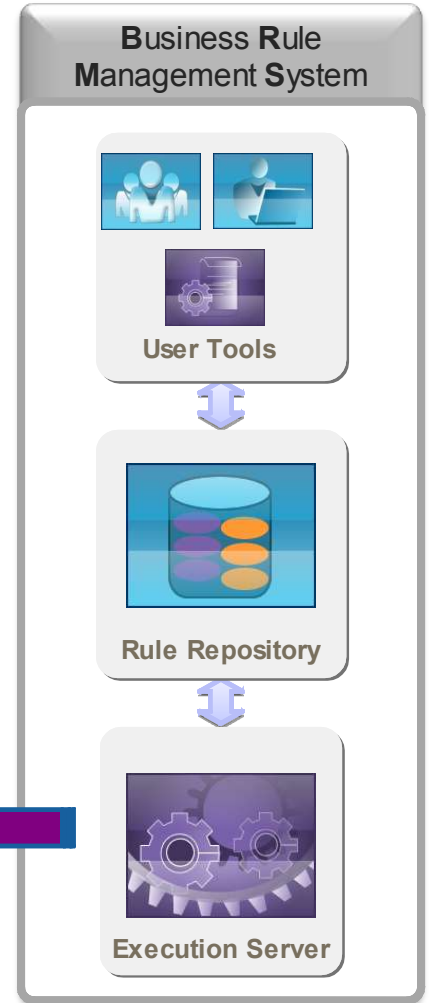 Business Rule
Management System
User Tools
Rule Repository
Execution Server